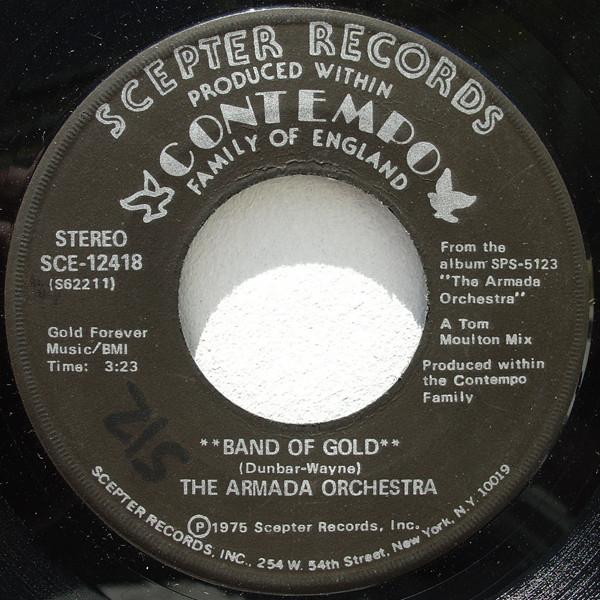 SCEPTER RECORDS
PRODUCED WITHIN
CONTEMPO
FAMILY OF ENGLAND
STEREO
SCE-12418
(S62211)
Gold Forever
Music/BMI
Time: 3:23
From the
album SPS-5123
"The Armada
Orchestra"
A Tom
Moulton Mix
Produced within
the Contempo
Family
512
**BAND OF GOLD**
(Dunbar-Wayne)
THE ARMADA ORCHESTRA
Ⓟ1975 Scepter Records, Inc.
SCEPTER RECORDS, INC., 254 W. 54th Street, New York, N.Y. 10019